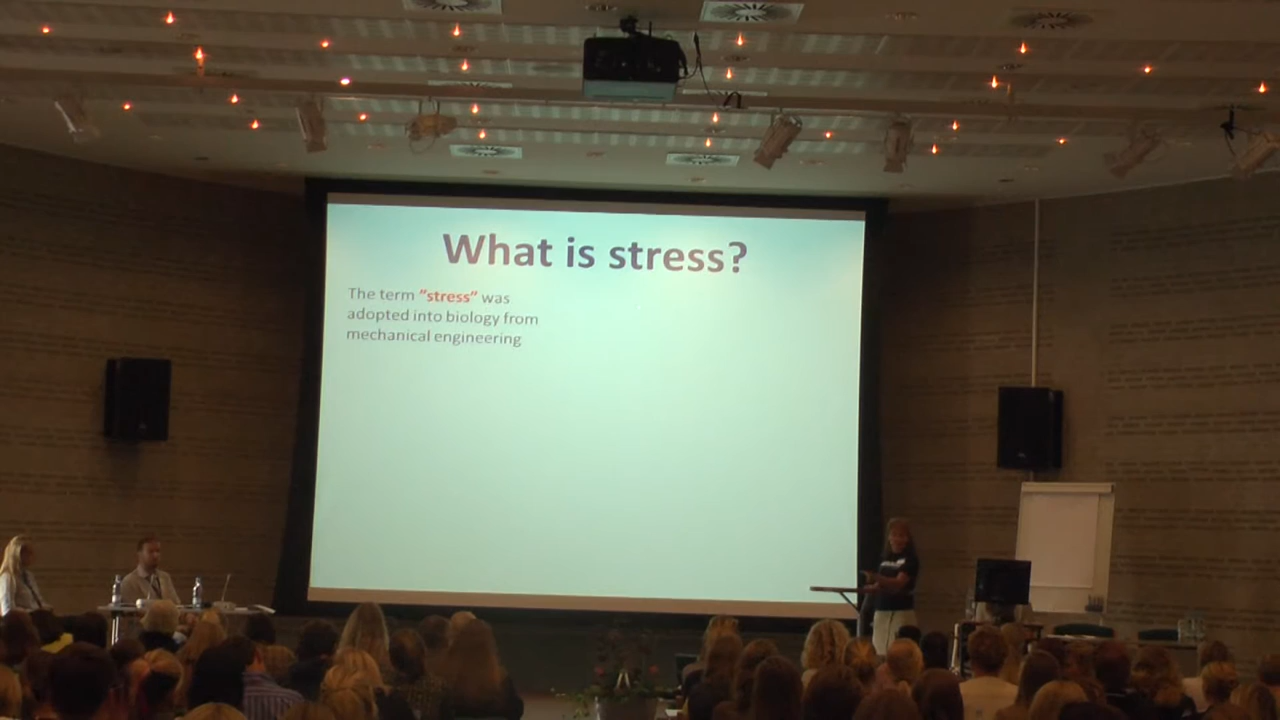 What is stress?
The term "stress" was
adopted into biology from
mechanical engineering